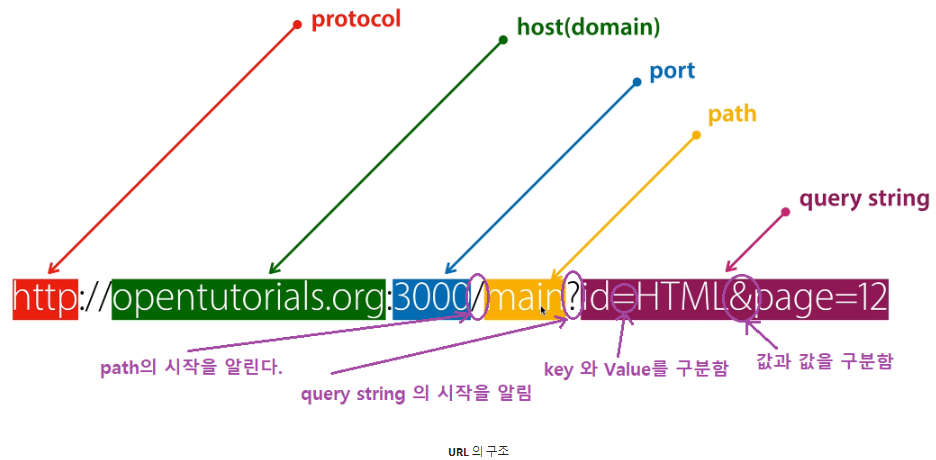 protocol
host(domain)
port
path
query string
http://opentutorials.org:3000/main?id=HTML&page=12
path의 시작을 알린다.
query string 의 시작을 알림
key 와 Value를 구분함
값과 값을 구분함
URL 의 구조